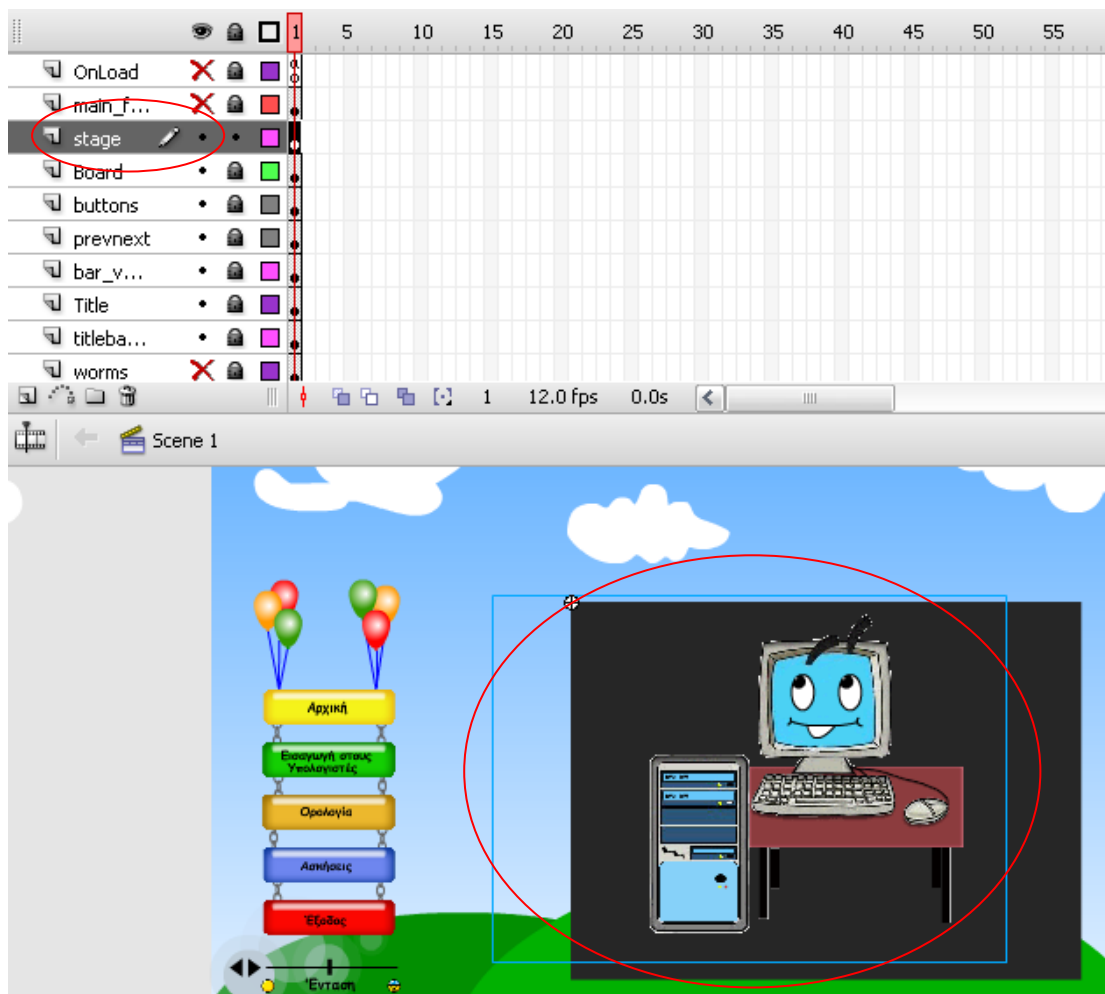 1 5 10 15 20 25 30 35 40 45 50 55
OnLoad
main_f...
stage
Board
buttons
prevnext
bar_v...
Title
titleba...
worms
1 12.0 fps 0.0s
Scene 1
Αρχική
Εισαγωγή στους
Υπολογιστές
Ορολογία
Ασκήσεις
Έξοδος
Ένταση